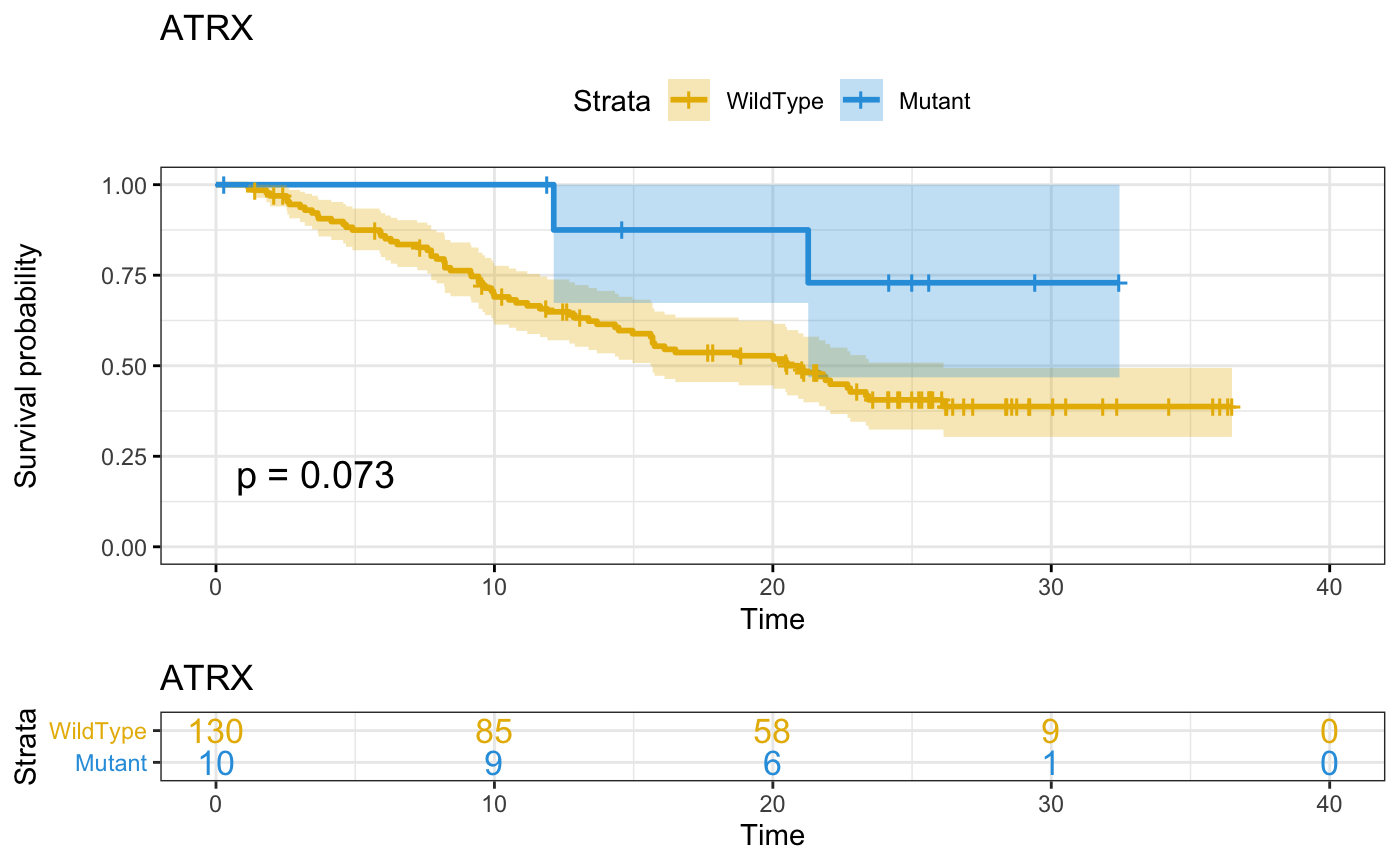 ATRX
Strata WildType Mutant
Survival probability
1.00
0.75
0.50
0.25
0.00
p = 0.073
0 10 20 30 40
Time
ATRX
Strata
WildType 130 85 58 9 0
Mutant 10 9 6 1 0
0 10 20 30 40
Time